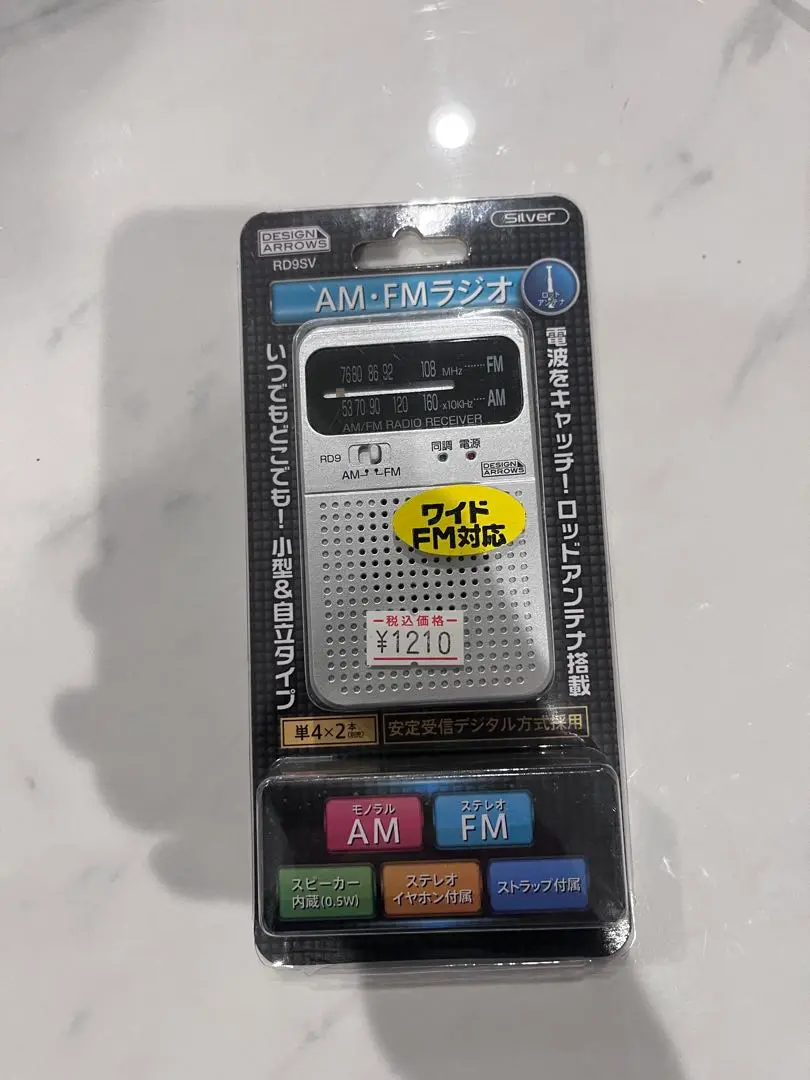 Silver
DESIGN
ARROWS
RD9SV
AM・FMラジオ
ロッド
アンテナ
いつでもどこでも!小型&自立タイプ
電波をキャッチ!ロッドアンテナ搭載
7680 86 92 108 MHz FM
53 70 90 120 160 x10KHz AM
AM/FM RADIO RECEIVER
RD9
AM FM
同調 電源
DESIGN
ARROWS
ワイド
FM対応
税込価格
¥1210
単4×2本(別売)
安定受信デジタル方式採用
モノラル
AM
ステレオ
FM
スピーカー
内蔵(0.5W)
ステレオ
イヤホン付属
ストラップ付属